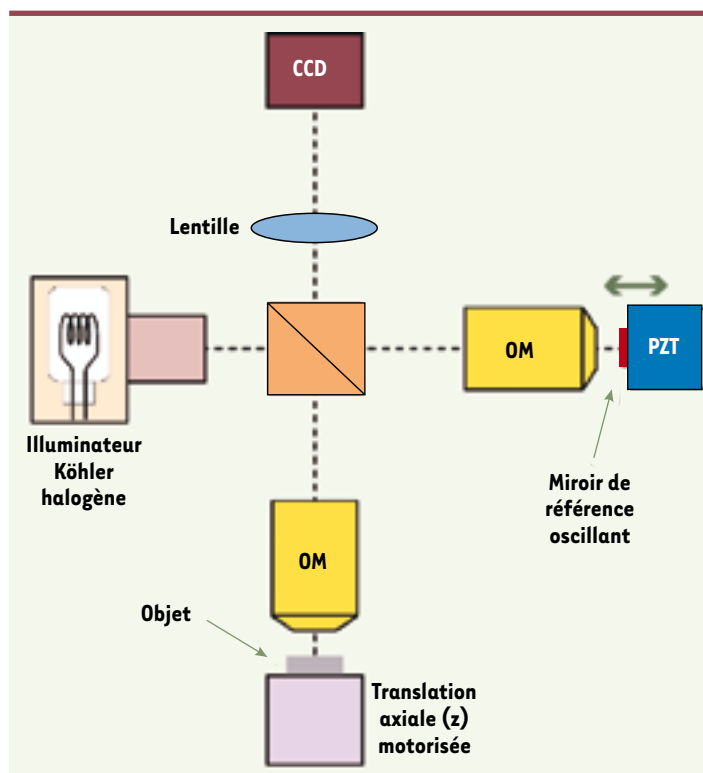 CCD
Lentille
OM
PZT
Illuminateur
Köhler
halogène
Miroir de
référence
oscillant
OM
Objet
Translation
axiale (z)
motorisée